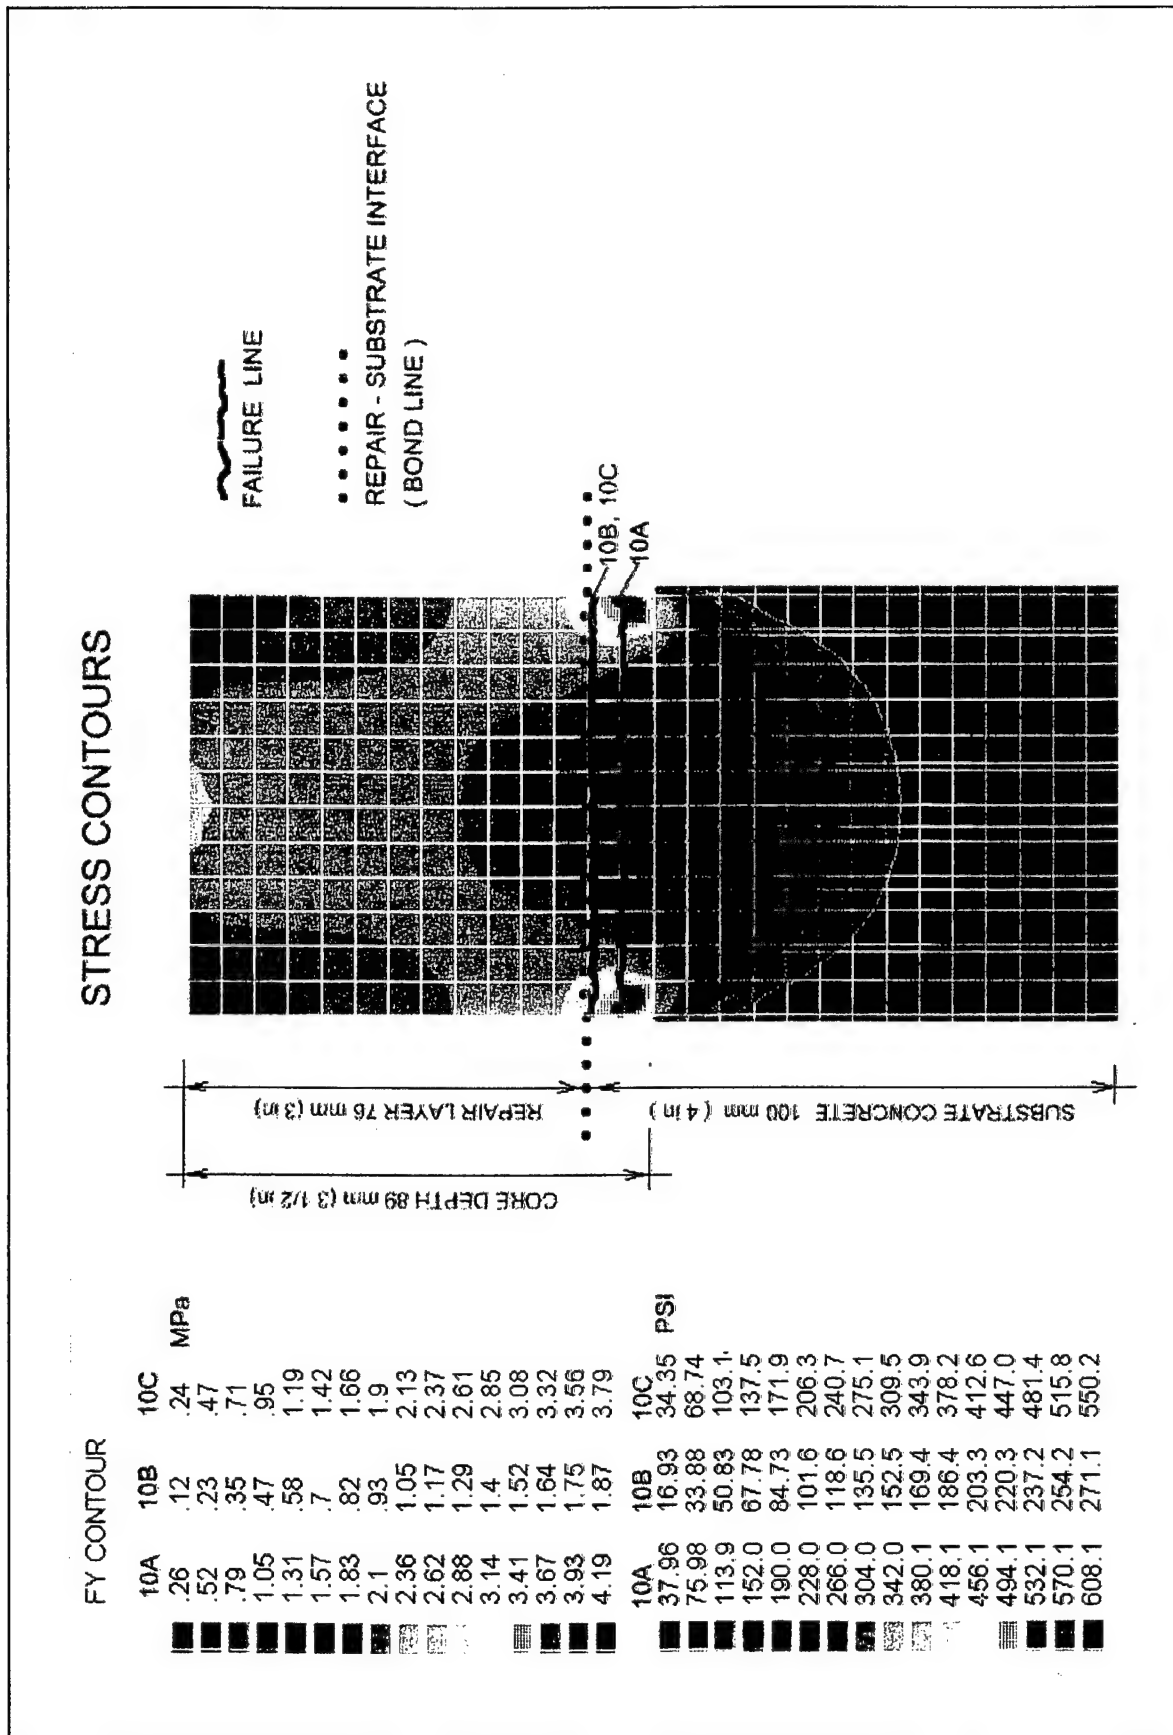 STRESS CONTOURS
FY CONTOUR
10A 10B 10C
.26 .12 .24 MPa
.52 .23 .47
.79 .35 .71
1.05 .47 .95
1.31 .58 1.19
1.57 .7 1.42
1.83 .82 1.66
2.1 .93 1.9
2.36 1.05 2.13
2.62 1.17 2.37
2.88 1.29 2.61
3.14 1.4 2.85
3.41 1.52 3.08
3.67 1.64 3.32
3.93 1.75 3.56
4.19 1.87 3.79
10A 10B 10C PSI
37.96 16.93 34.35
75.98 33.88 68.74
113.9 50.83 103.1
152.0 67.78 137.5
190.0 84.73 171.9
228.0 101.6 206.3
266.0 118.6 240.7
304.0 135.5 275.1
342.0 152.5 309.5
380.1 169.4 343.9
418.1 186.4 378.2
456.1 203.3 412.6
494.1 220.3 447.0
532.1 237.2 481.4
570.1 254.2 515.8
608.1 271.1 550.2
CORE DEPTH 89 mm (3 1/2 in)
REPAIR LAYER 76 mm (3 in)
SUBSTRATE CONCRETE 100 mm (4 in)
10B, 10C
10A
FAILURE LINE
REPAIR - SUBSTRATE INTERFACE
( BOND LINE )